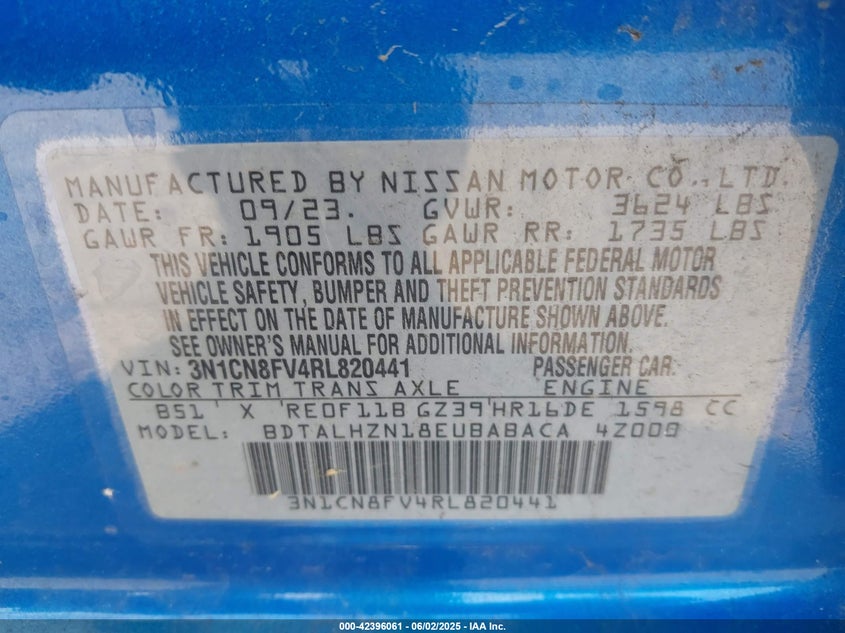 MANUFACTURED BY NISSAN MOTOR CO., LTD.
DATE: 09/23. GVWR: 3624 LBS
GAWR FR: 1905 LBS GAWR RR: 1735 LBS
THIS VEHICLE CONFORMS TO ALL APPLICABLE FEDERAL MOTOR
VEHICLE SAFETY, BUMPER AND THEFT PREVENTION STANDARDS
IN EFFECT ON THE DATE OF MANUFACTURE SHOWN ABOVE.
SEE OWNER'S MANUAL FOR ADDITIONAL INFORMATION.
VIN: 3N1CN8FV4RL820441 PASSENGER CAR.
COLOR TRIM TRANS AXLE ENGINE
B51 X RE0F11B GZ39 HR16DE 1598 CC
MODEL: BDTALHZN18EUBABACA 4Z000
3N1CN8FV4RL820441
000-42396061 - 06/02/2025 - IAA Inc.